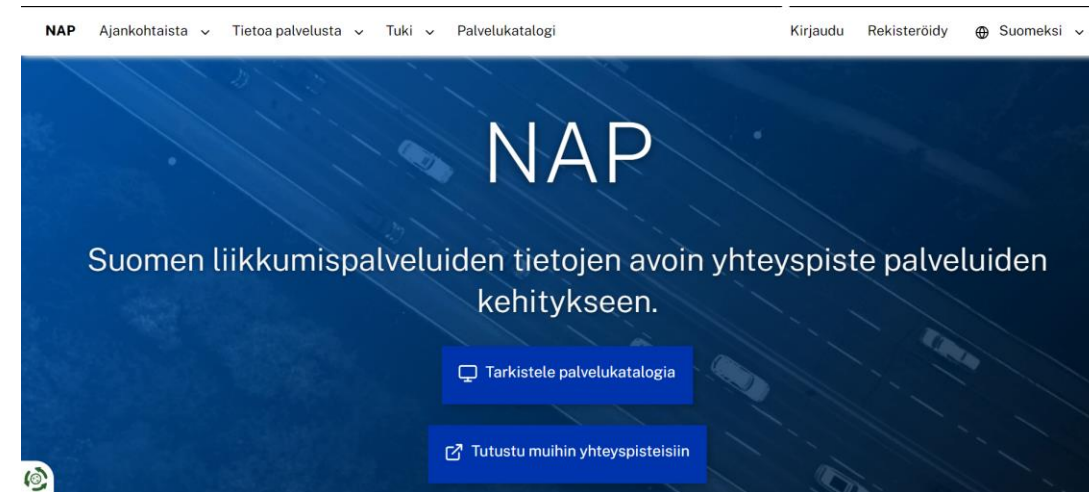 NAP Ajankohtaista Tietoa palvelusta Tuki Palvelukatalogi Kirjaudu Rekisteröidy Suomeksi
NAP
Suomen liikkumispalveluiden tietojen avoin yhteyspiste palveluiden
kehitykseen.
Tarkistele palvelukatalogia
Tutustu muihin yhteyspisteisiin